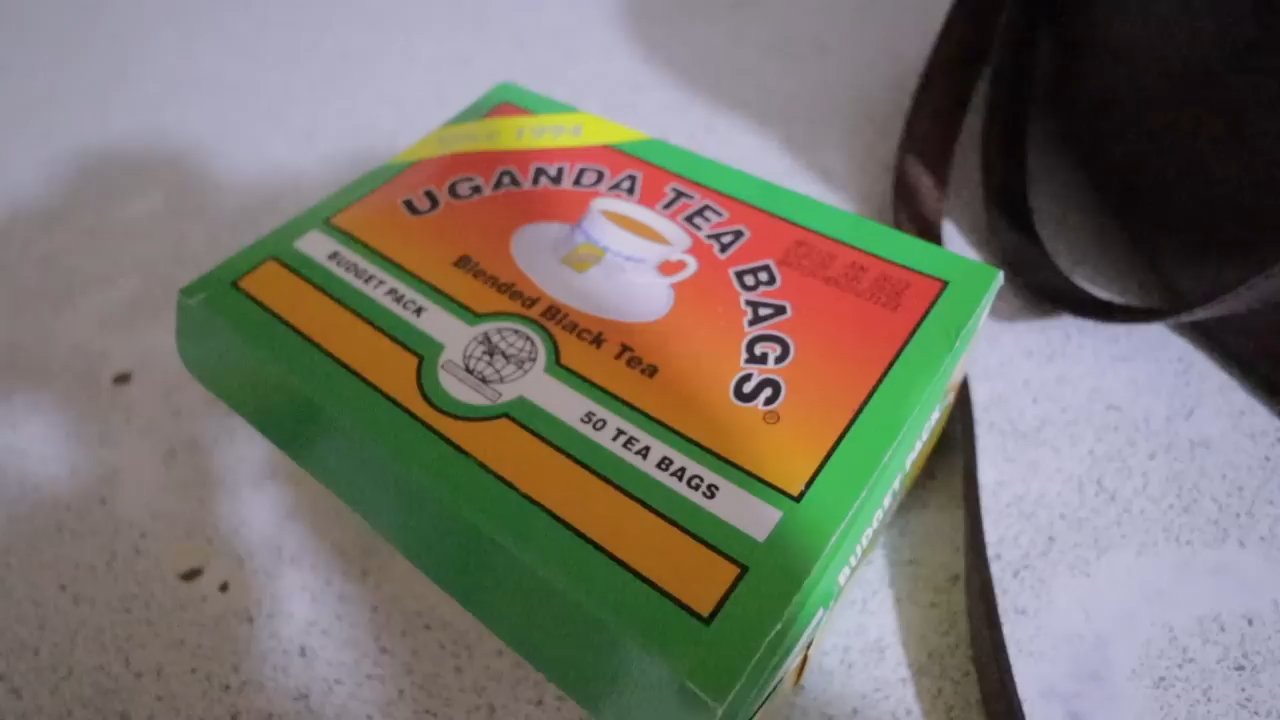 SINCE 1994
UGANDA TEA BAGS
Blended Black Tea
BUDGET PACK
50 TEA BAGS
BUDGET PACK